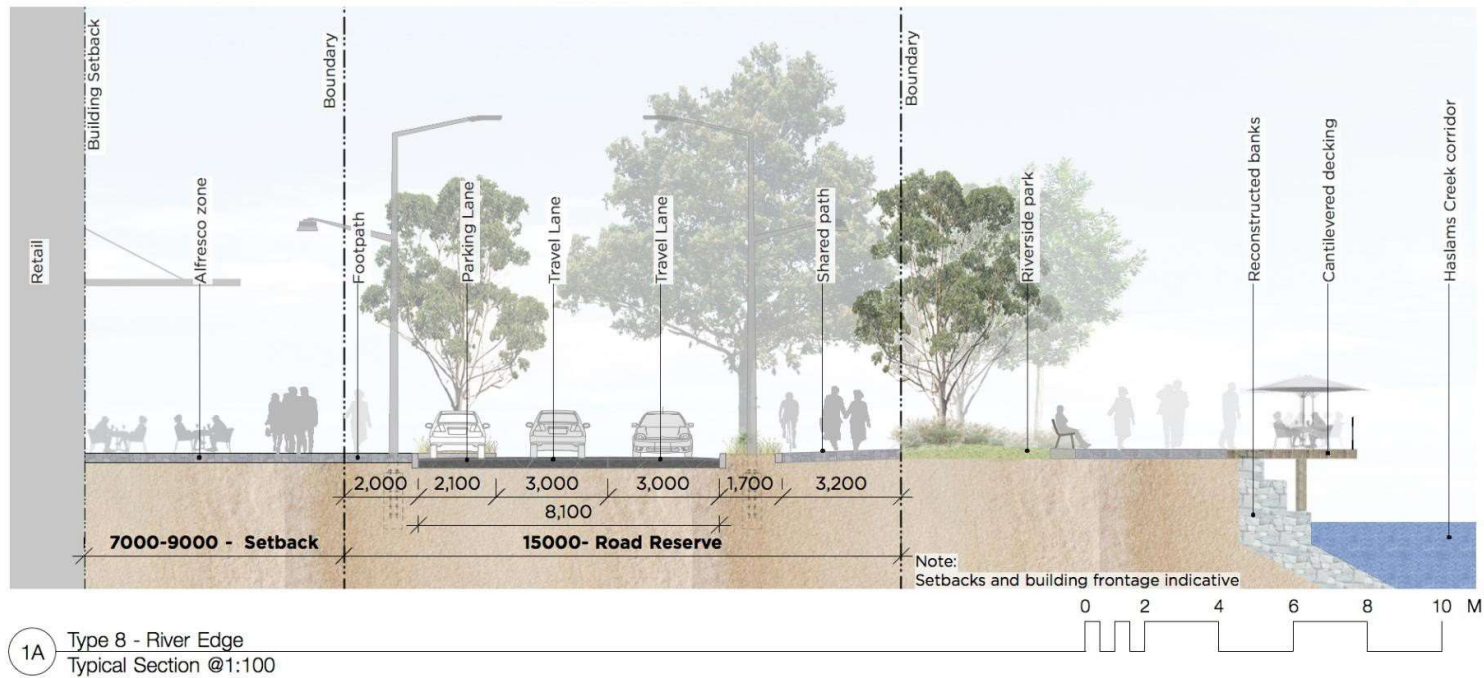 Building Setback
Boundary
Boundary
Retail
Alfresco zone
Footpath
Parking Lane
Travel Lane
Travel Lane
Shared path
Riverside park
Reconstructed banks
Cantilevered decking
Haslams Creek corridor
2,000 2,100 3,000 3,000 1,700 3,200
8,100
7000-9000 - Setback 15000- Road Reserve
Note:
Setbacks and building frontage indicative
0 2 4 6 8 10 M
1A Type 8 - River Edge
Typical Section @1:100